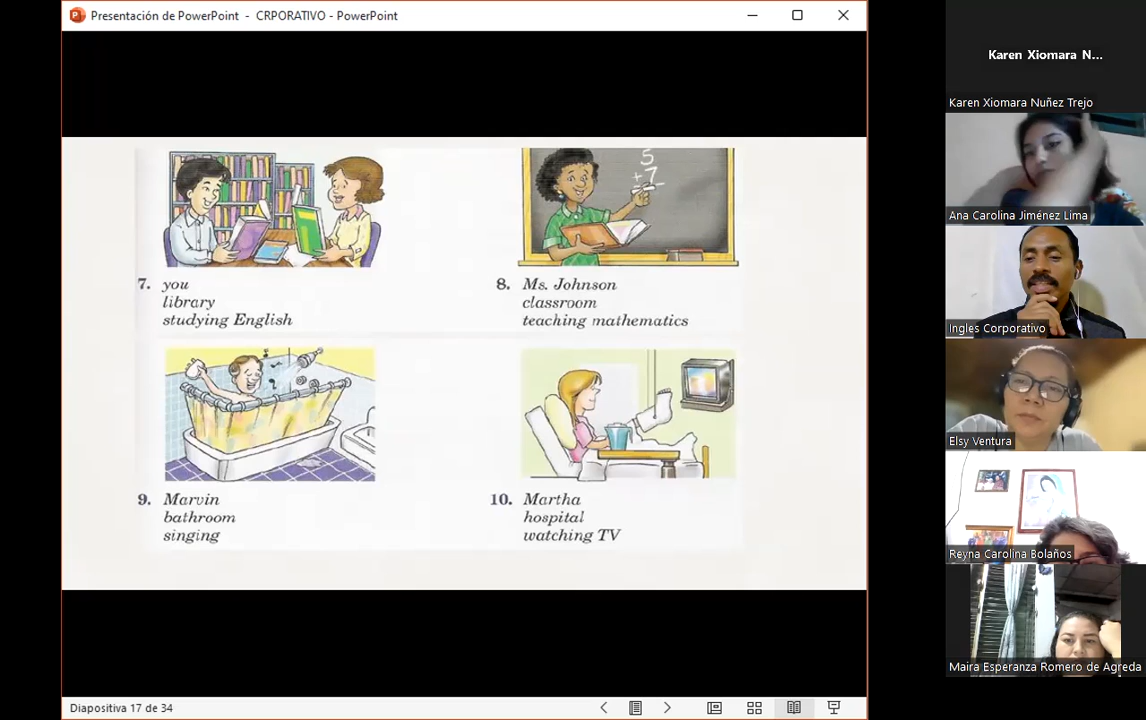 Presentación de PowerPoint - CRPORATIVO - PowerPoint
5
+7
7. you
library
studying English
8. Ms. Johnson
classroom
teaching mathematics
9. Marvin
bathroom
singing
10. Martha
hospital
watching TV
Diapositiva 17 de 34
Karen Xiomara N...
Karen Xiomara Nuñez Trejo
Ana Carolina Jiménez Lima
Ingles Corporativo
Elsy Ventura
Reyna Carolina Bolaños
Maira Esperanza Romero de Agreda